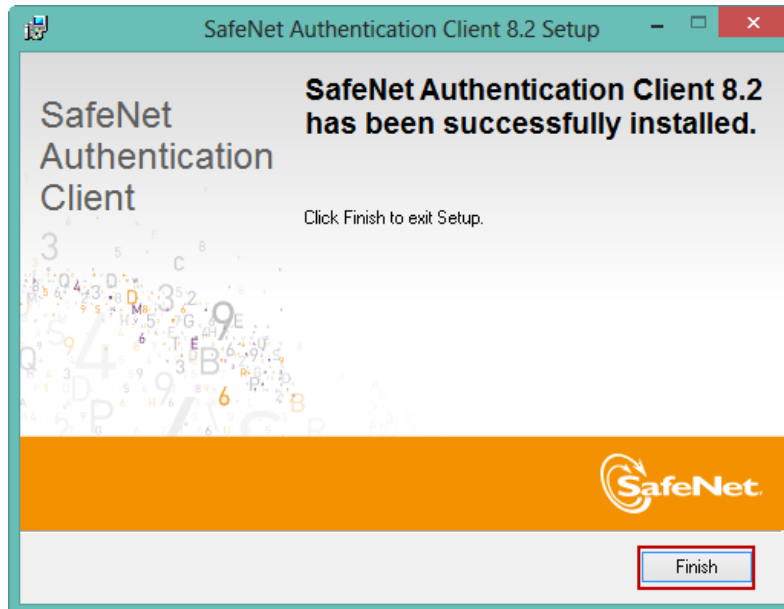 SafeNet Authentication Client 8.2 Setup
SafeNet
Authentication
Client
SafeNet Authentication Client 8.2
has been successfully installed.
Click Finish to exit Setup.
SafeNet.
Finish